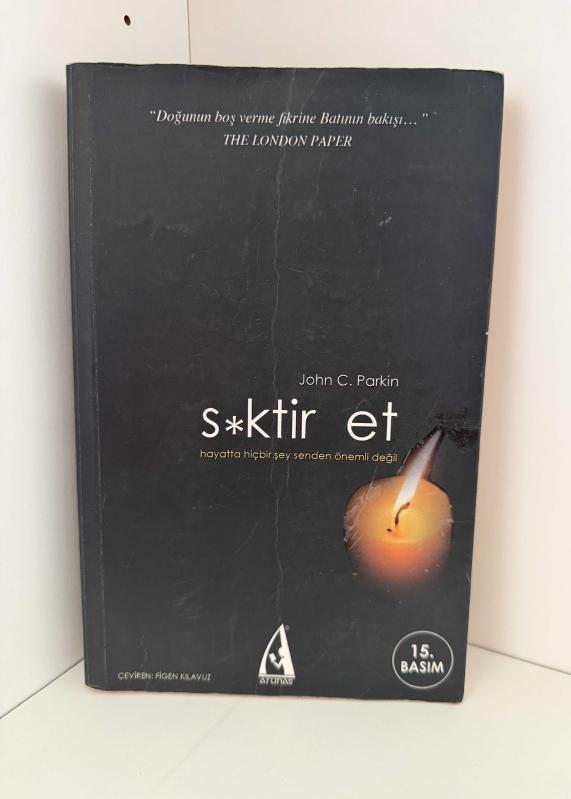 “Doğunun boş verme fikrine Batının bakışı… ”
THE LONDON PAPER
John C. Parkin
s*ktir et
hayatta hiçbir şey senden önemli değil
15.
BASIM
ÇEVİREN: FİGEN KILAVUZ